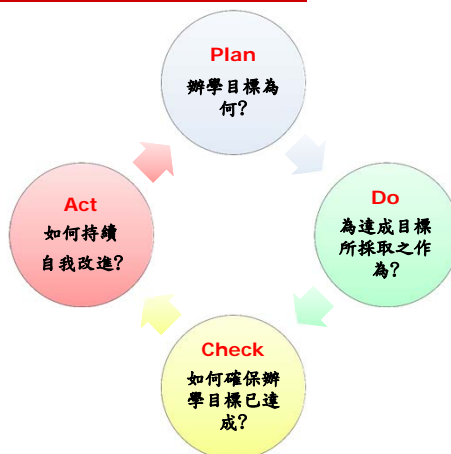 Plan
辦學目標為
何?
Do
為達成目標
所採取之作
為?
Check
如何確保辦
學目標已達
成?
Act
如何持續
自我改進?